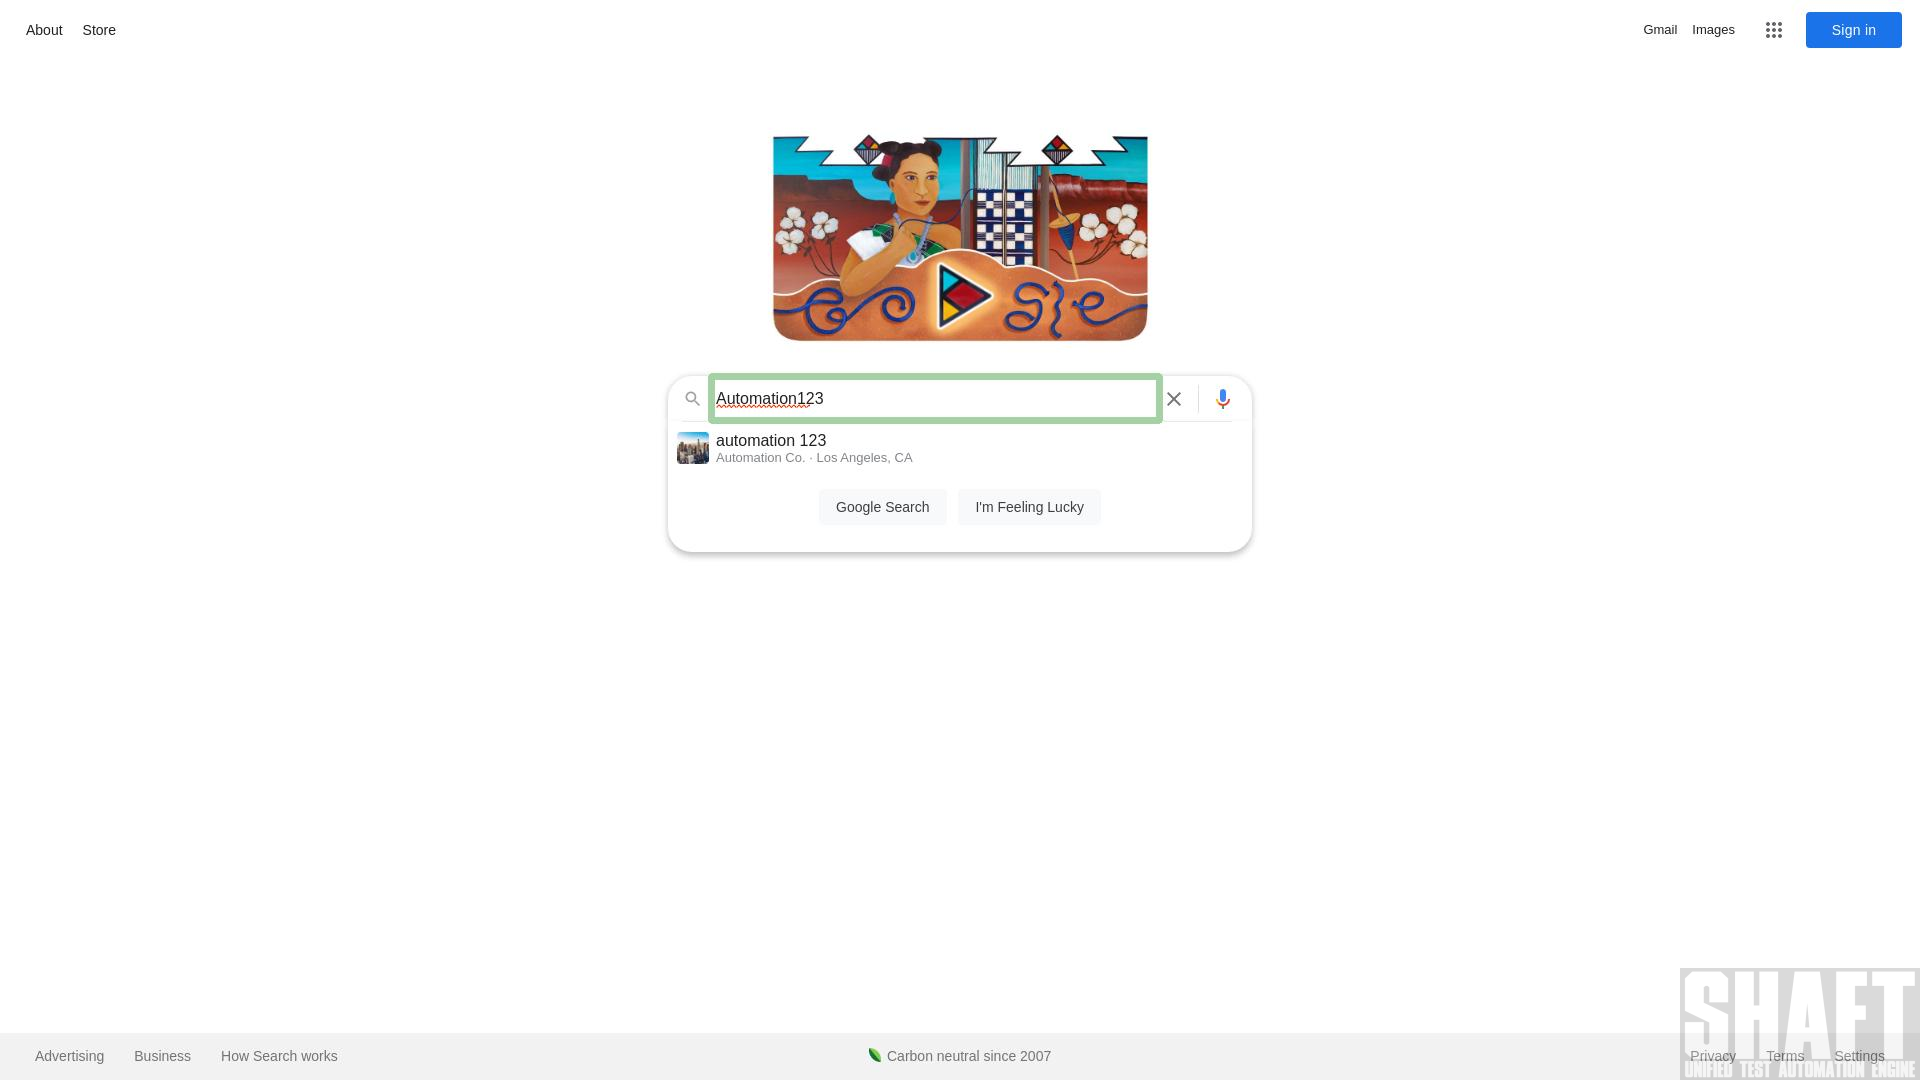 About Store
Gmail Images Sign in
Automation123
automation 123
Automation Co. · Los Angeles, CA
Google Search I'm Feeling Lucky
Advertising Business How Search works
Carbon neutral since 2007
Privacy Terms Settings
SHAFT
UNIFIED TEST AUTOMATION ENGINE